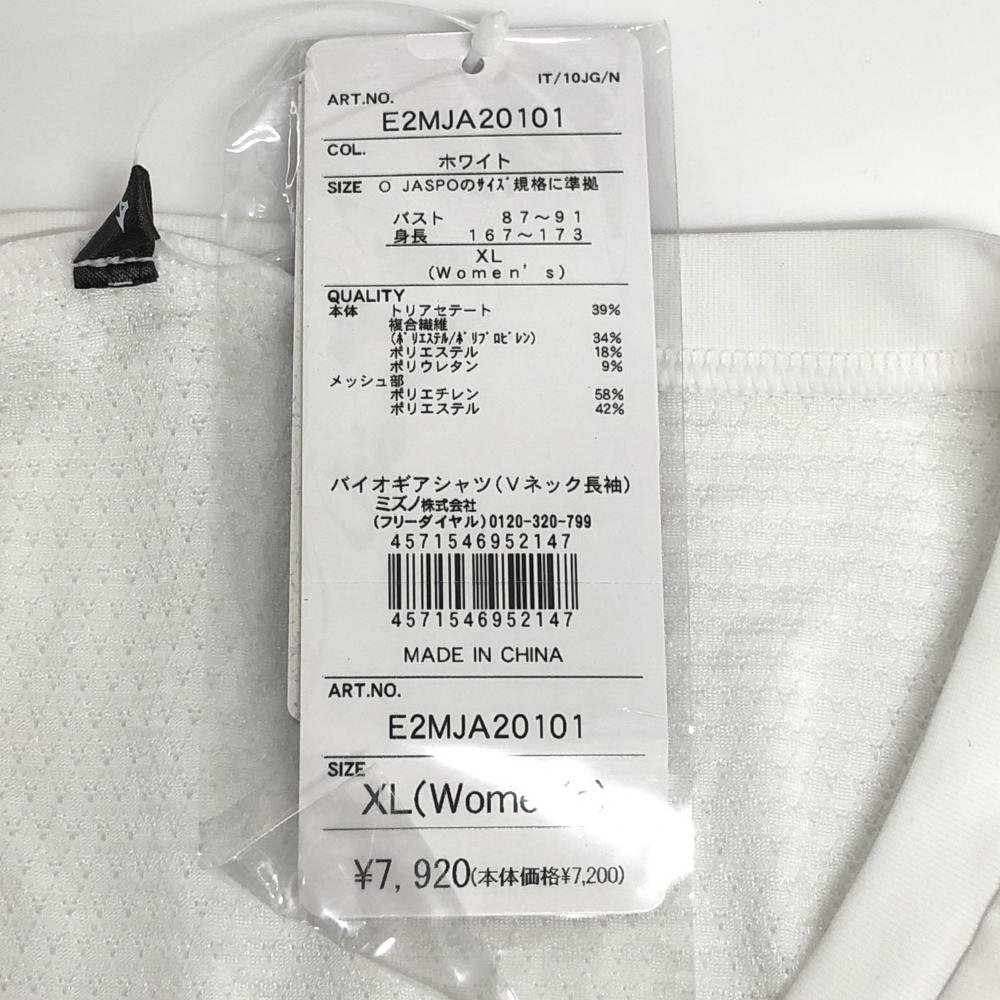 IT/10JG/N
ART.NO.
E2MJA20101
COL.
ホワイト
SIZE O JASPOのｻｲｽﾞ規格に準拠
バスト 87～91
身長 167～173
XL
(Women's)
QUALITY
本体 トリアセテート 39%
複合繊維
(ﾎﾟﾘｴｽﾃﾙ/ﾎﾟﾘﾌﾟﾛﾋﾟﾚﾝ) 34%
ポリエステル 18%
ポリウレタン 9%
メッシュ部
ポリエチレン 58%
ポリエステル 42%
バイオギアシャツ(Vネック長袖)
ミズノ株式会社
(フリーダイヤル)0120-320-799
4571546952147
4571546952147
MADE IN CHINA
ART.NO.
E2MJA20101
SIZE
XL(Women's)
¥7,920(本体価格¥7,200)